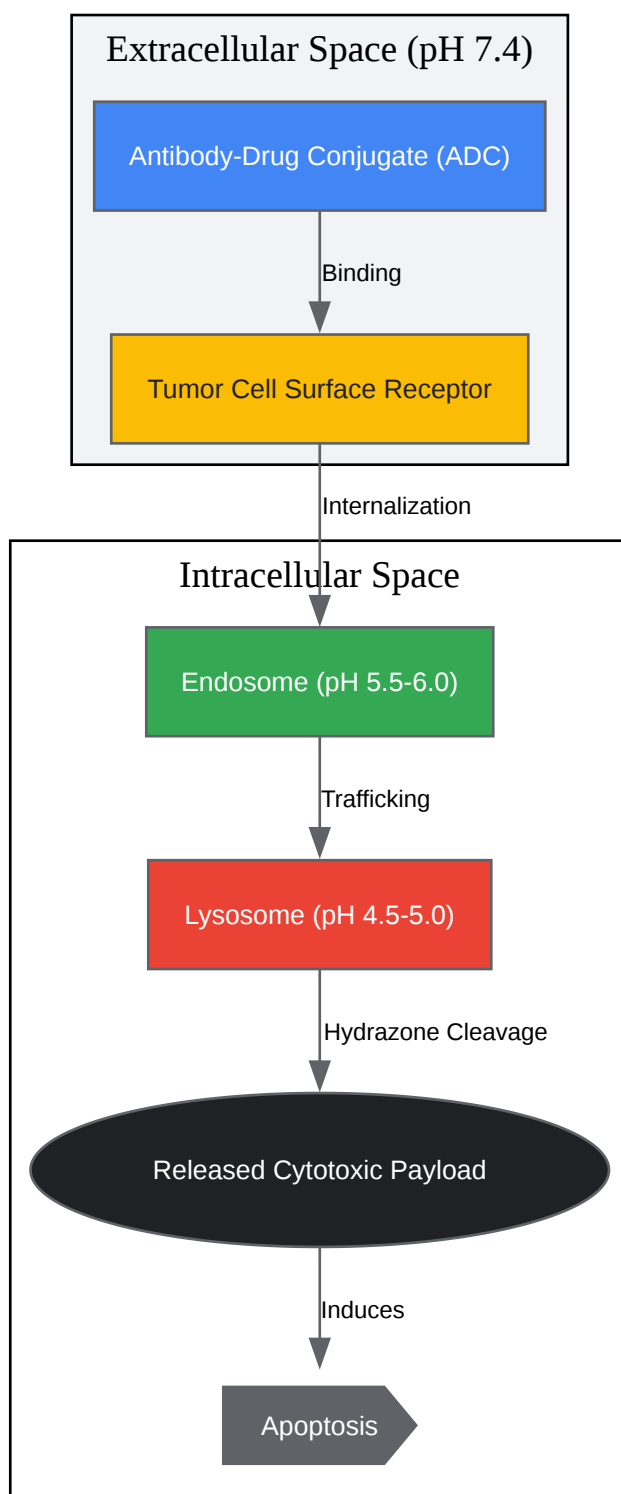 Extracellular Space (pH 7.4)
Antibody-Drug Conjugate (ADC)
Binding
Tumor Cell Surface Receptor
Internalization
Intracellular Space
Endosome (pH 5.5-6.0)
Trafficking
Lysosome (pH 4.5-5.0)
Hydrazone Cleavage
Released Cytotoxic Payload
Induces
Apoptosis